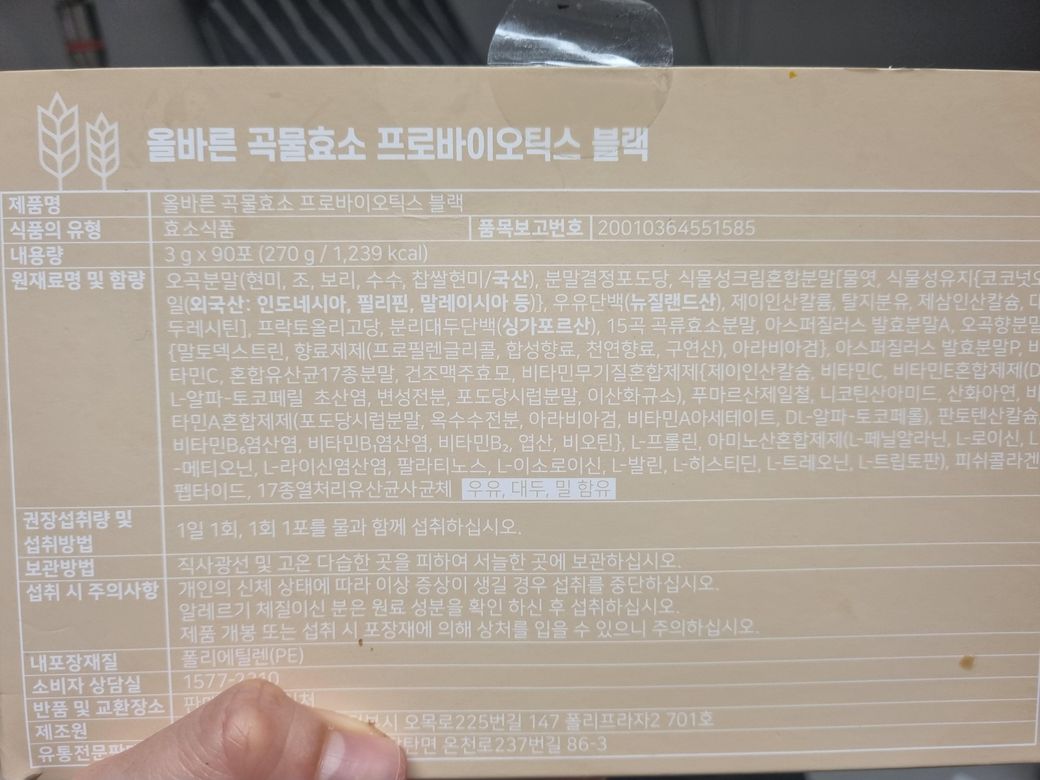 올바른 곡물효소 프로바이오틱스 블랙
제품명 올바른 곡물효소 프로바이오틱스 블랙
식품의 유형 효소식품 품목보고번호 20010364551585
내용량 3 g x 90포 (270 g / 1,239 kcal)
원재료명 및 함량 오곡분말(현미, 조, 보리, 수수, 찹쌀현미/국산), 분말결정포도당, 식물성크림혼합분말[물엿, 식물성유지{코코넛오
일(외국산: 인도네시아, 필리핀, 말레이시아 등)}, 우유단백(뉴질랜드산), 제이인산칼륨, 탈지분유, 제삼인산칼슘, 대
두레시틴], 프락토올리고당, 분리대두단백(싱가포르산), 15곡 곡류효소분말, 아스퍼질러스 발효분말A, 오곡향분말
{말토덱스트린, 향료제제(프로필렌글리콜, 합성향료, 천연향료, 구연산), 아라비아검}, 아스퍼질러스 발효분말P, 비
타민C, 혼합유산균17종분말, 건조맥주효모, 비타민무기질혼합제제{제이인산칼슘, 비타민C, 비타민E혼합제제(D
L-알파-토코페릴 초산염, 변성전분, 포도당시럽분말, 이산화규소), 푸마르산제일철, 니코틴산아미드, 산화아연, 비
타민A혼합제제(포도당시럽분말, 옥수수전분, 아라비아검, 비타민A아세테이트, DL-알파-토코페롤), 판토텐산칼슘,
비타민B₆염산염, 비타민B₁염산염, 비타민B₂, 엽산, 비오틴}, L-프롤린, 아미노산혼합제제(L-페닐알라닌, L-로이신, L
-메티오닌, L-라이신염산염, 팔라티노스, L-이소로이신, L-발린, L-히스티딘, L-트레오닌, L-트립토판), 피쉬콜라겐
펩타이드, 17종열처리유산균사균체 우유, 대두, 밀 함유
권장섭취량 및
섭취방법 1일 1회, 1회 1포를 물과 함께 섭취하십시오.
보관방법 직사광선 및 고온 다습한 곳을 피하여 서늘한 곳에 보관하십시오.
섭취 시 주의사항 개인의 신체 상태에 따라 이상 증상이 생길 경우 섭취를 중단하십시오.
알레르기 체질이신 분은 원료 성분을 확인 하신 후 섭취하십시오.
제품 개봉 또는 섭취 시 포장재에 의해 상처를 입을 수 있으니 주의하십시오.
내포장재질 폴리에틸렌(PE)
소비자 상담실 1577-
반품 및 교환장소
제조원 오목로225번길 147 폴리프라자2 701호
유통전문판 온천로237번길 86-3